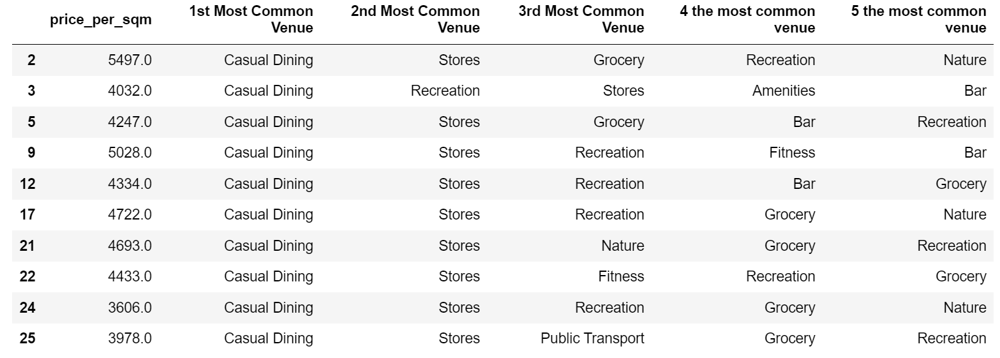 price_per_sqm 1st Most Common Venue 2nd Most Common Venue 3rd Most Common Venue 4 the most common venue 5 the most common venue
2 5497.0 Casual Dining Stores Grocery Recreation Nature
3 4032.0 Casual Dining Recreation Stores Amenities Bar
5 4247.0 Casual Dining Stores Grocery Bar Recreation
9 5028.0 Casual Dining Stores Recreation Fitness Bar
12 4334.0 Casual Dining Stores Recreation Bar Grocery
17 4722.0 Casual Dining Stores Recreation Grocery Nature
21 4693.0 Casual Dining Stores Nature Grocery Recreation
22 4433.0 Casual Dining Stores Fitness Recreation Grocery
24 3606.0 Casual Dining Stores Recreation Grocery Nature
25 3978.0 Casual Dining Stores Public Transport Grocery Recreation